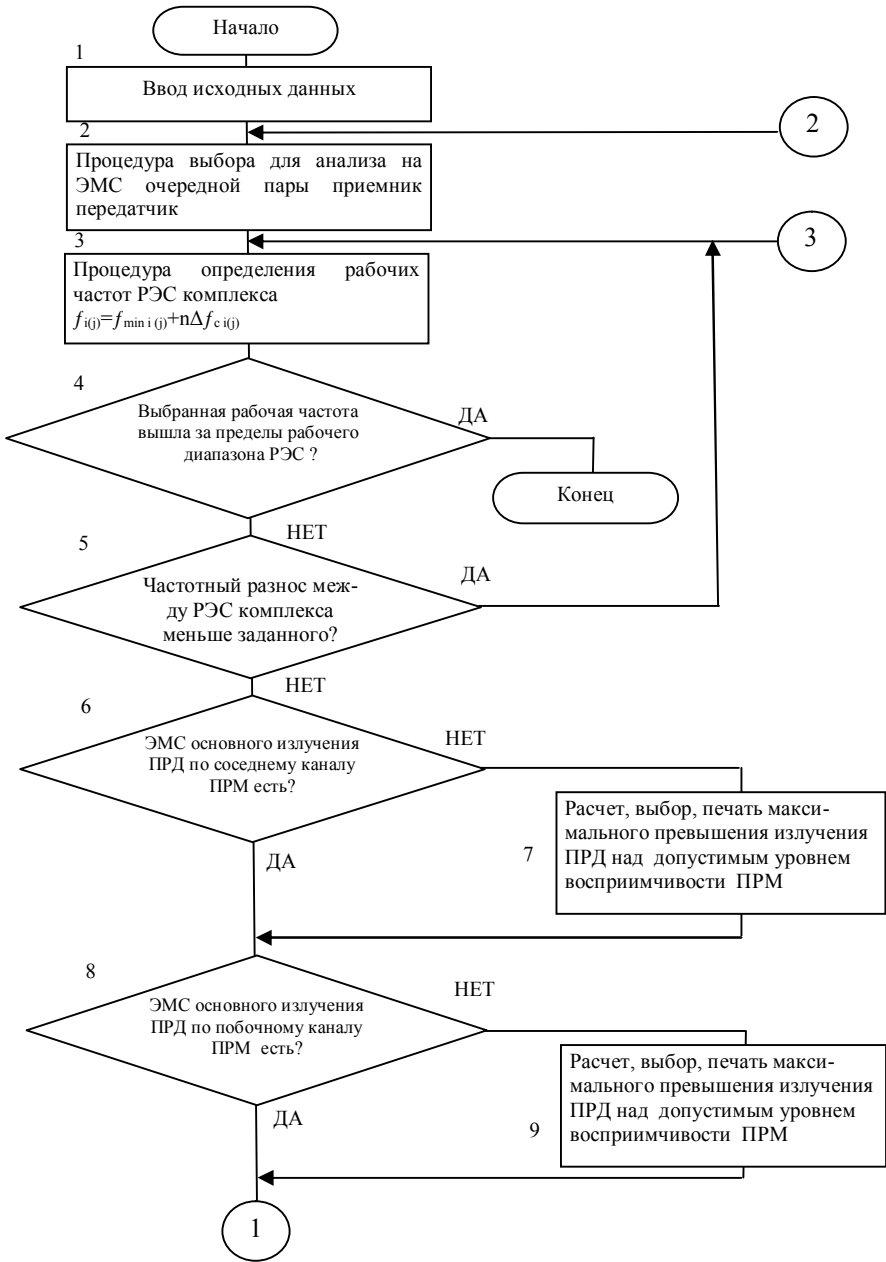 Начало
1
Ввод исходных данных
2
2
Процедура выбора для анализа на
ЭМС очередной пары приемник
передатчик
3
3
Процедура определения рабочих
частот РЭС комплекса
f i(j)=f min i (j)+nΔf c i(j)
4
Выбранная рабочая частота
вышла за пределы рабочего
диапазона РЭС ?
ДА
Конец
НЕТ
5
Частотный разнос меж-
ду РЭС комплекса
меньше заданного?
ДА
НЕТ
6
ЭМС основного излучения
ПРД по соседнему каналу
ПРМ есть?
НЕТ
7
Расчет, выбор, печать макси-
мального превышения излучения
ПРД над допустимым уровнем
восприимчивости ПРМ
ДА
8
ЭМС основного излучения
ПРД по побочному каналу
ПРМ есть?
НЕТ
9
Расчет, выбор, печать макси-
мального превышения излучения
ПРД над допустимым уровнем
восприимчивости ПРМ
ДА
1